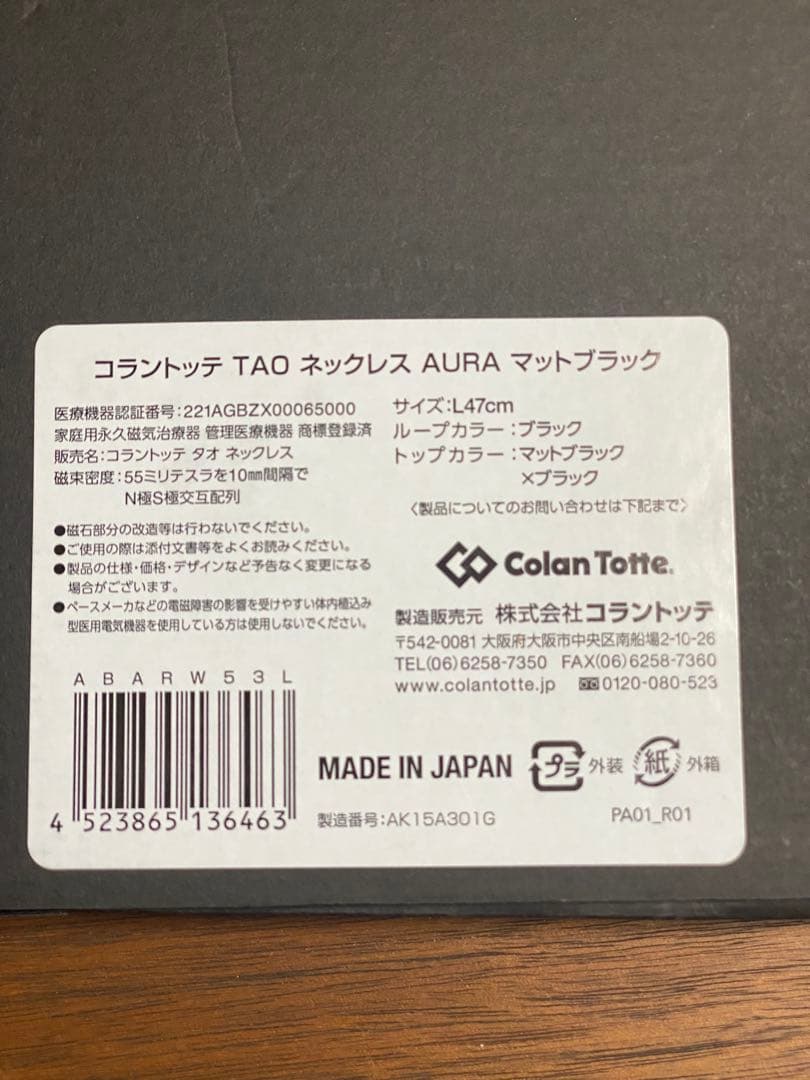 コラントッテ TAO ネックレス AURA マットブラック
医療機器認証番号:221AGBZX00065000
家庭用永久磁気治療器 管理医療機器 商標登録済
販売名:コラントッテ タオ ネックレス
磁束密度:55ミリテスラを10㎜間隔で
N極S極交互配列
●磁石部分の改造等は行わないでください。
●ご使用の際は添付文書等をよくお読みください。
●製品の仕様・価格・デザインなど予告なく変更になる
場合がございます。
●ペースメーカなどの電磁障害の影響を受けやすい体内植込み
型医用電気機器を使用している方は使用しないでください。
サイズ:L47cm
ループカラー:ブラック
トップカラー:マットブラック
×ブラック
〈製品についてのお問い合わせは下記まで〉
Colan Totte.
製造販売元 株式会社コラントッテ
〒542-0081 大阪府大阪市中央区南船場2-10-26
TEL(06)6258-7350 FAX(06)6258-7360
www.colantotte.jp 0120-080-523
ABARW53L
4 523865 136463
MADE IN JAPAN
プラ 外装 紙 外箱
製造番号:AK15A301G
PA01_R01